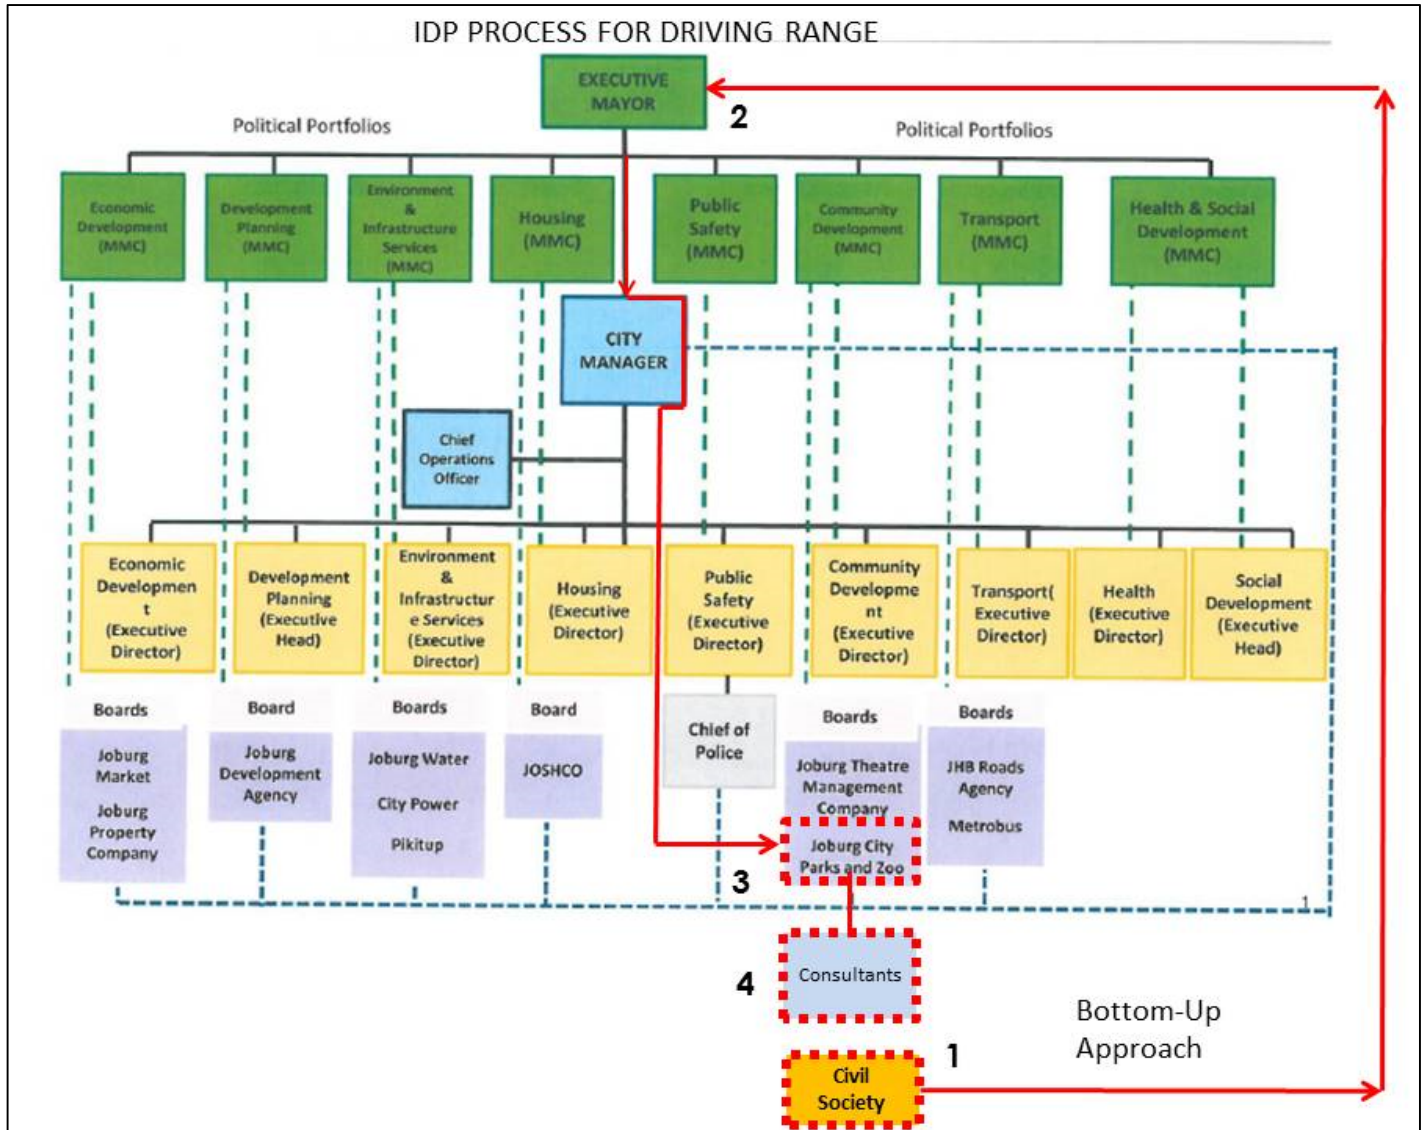 IDP PROCESS FOR DRIVING RANGE
EXECUTIVE
MAYOR
2
Political Portfolios
Political Portfolios
Economic
Development
(MMC)
Development
Planning
(MMC)
Environment
&
Infrastructure
Services
(MMC)
Housing
(MMC)
Public
Safety
(MMC)
Community
Development
(MMC)
Transport
(MMC)
Health & Social
Development
(MMC)
CITY
MANAGER
Chief
Operations
Officer
Economic
Developmen
t
(Executive
Director)
Development
Planning
(Executive
Head)
Environment
&
Infrastructur
e Services
(Executive
Director)
Housing
(Executive
Director)
Public
Safety
(Executive
Director)
Community
Developme
nt
(Executive
Director)
Transport(
Executive
Director)
Health
(Executive
Director)
Social
Development
(Executive
Head)
Boards
Joburg
Market
Joburg
Property
Company
Board
Joburg
Development
Agency
Boards
Joburg Water
City Power
Pikitup
Board
JOSHCO
Chief of
Police
Boards
Joburg Theatre
Management
Company
Joburg City
Parks and Zoo
Boards
JHB Roads
Agency
Metrobus
3
1
4
Consultants
Bottom-Up
Approach
1
Civil
Society